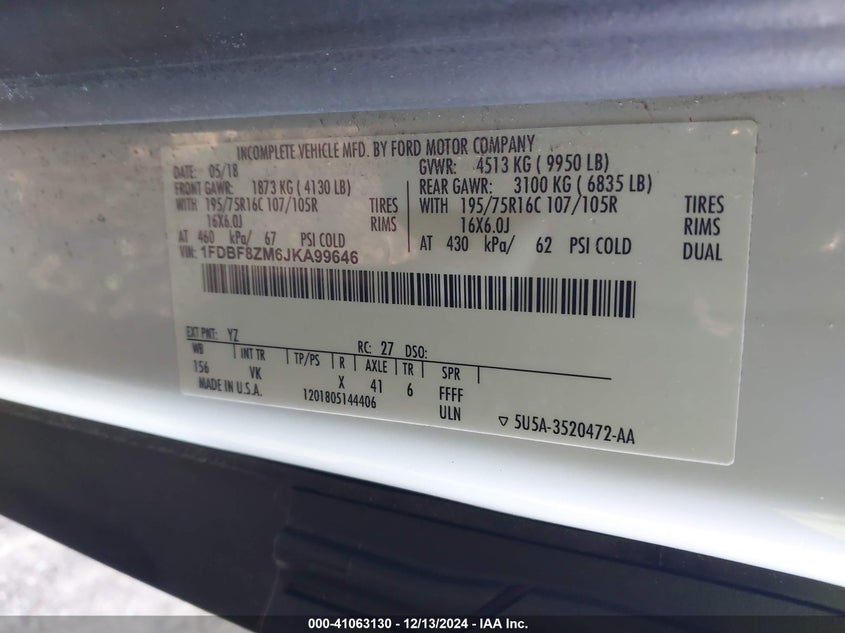 INCOMPLETE VEHICLE MFD. BY FORD MOTOR COMPANY
DATE: 05/18 GVWR: 4513 KG ( 9950 LB)
FRONT GAWR: 1873 KG ( 4130 LB) REAR GAWR: 3100 KG ( 6835 LB)
WITH 195/75R16C 107/105R TIRES WITH 195/75R16C 107/105R TIRES
16X6.0J RIMS 16X6.0J RIMS
AT 460 kPa/ 67 PSI COLD AT 430 kPa/ 62 PSI COLD DUAL
VIN: 1FDBF8ZM6JKA99646
EXT PNT: YZ RC: 27 DSO:
WB INT TR TP/PS R AXLE TR SPR
156 VK X 41 6 FFFF
MADE IN U.S.A. 1201805144406 ULN ▽ 5U5A-3520472-AA
000-41063130 - 12/13/2024 - IAA Inc.